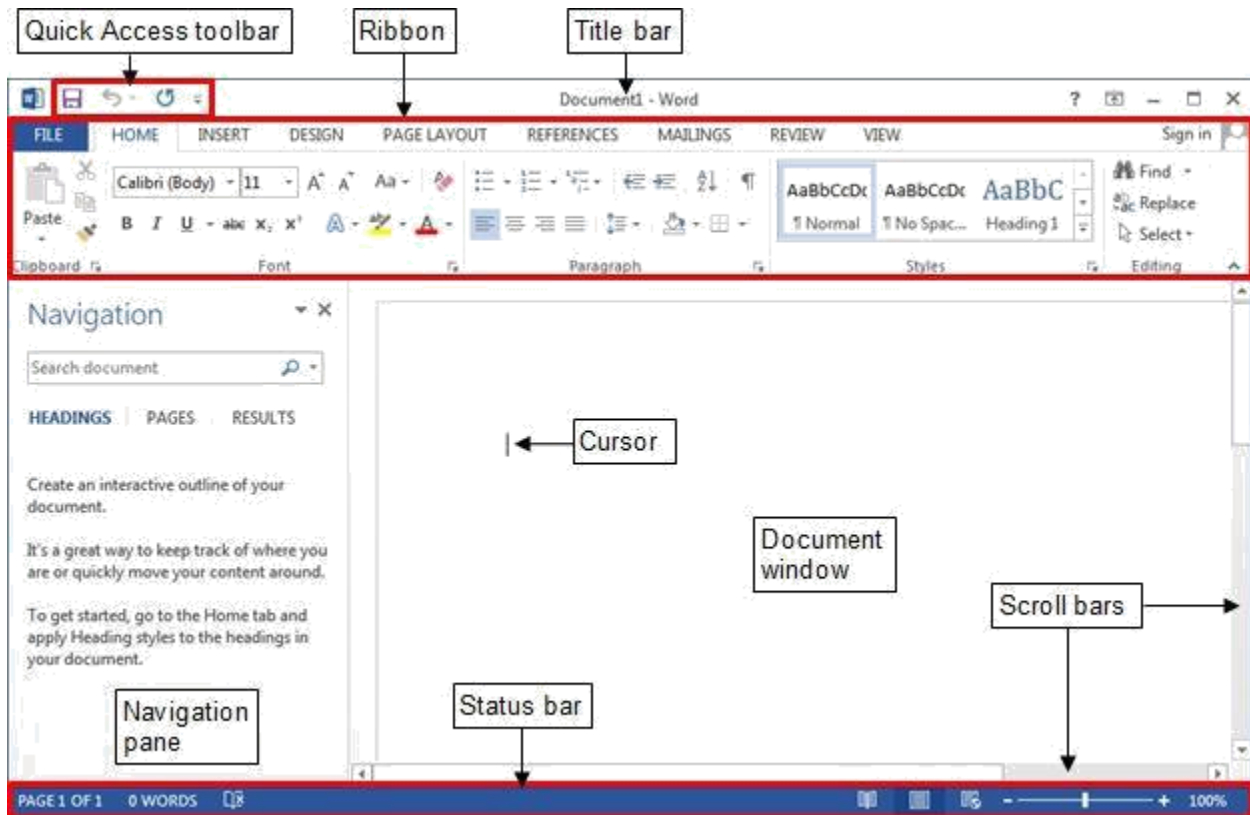 Quick Access toolbar
Ribbon
Title bar
Document1 - Word
?
FILE HOME INSERT DESIGN PAGE LAYOUT REFERENCES MAILINGS REVIEW VIEW Sign in
Calibri (Body) 11 A A Aa
Paste
B I U abc X₂ X² A ab A
AaBbCcDc AaBbCcDc AaBbC
¶ Normal ¶ No Spac... Heading 1
Find
Replace
Select
Clipboard Font Paragraph Styles Editing
Navigation
Search document
HEADINGS PAGES RESULTS
Create an interactive outline of your
document.
It's a great way to keep track of where you
are or quickly move your content around.
To get started, go to the Home tab and
apply Heading styles to the headings in
your document.
Navigation
pane
Cursor
Document
window
Scroll bars
Status bar
PAGE 1 OF 1 0 WORDS 100%